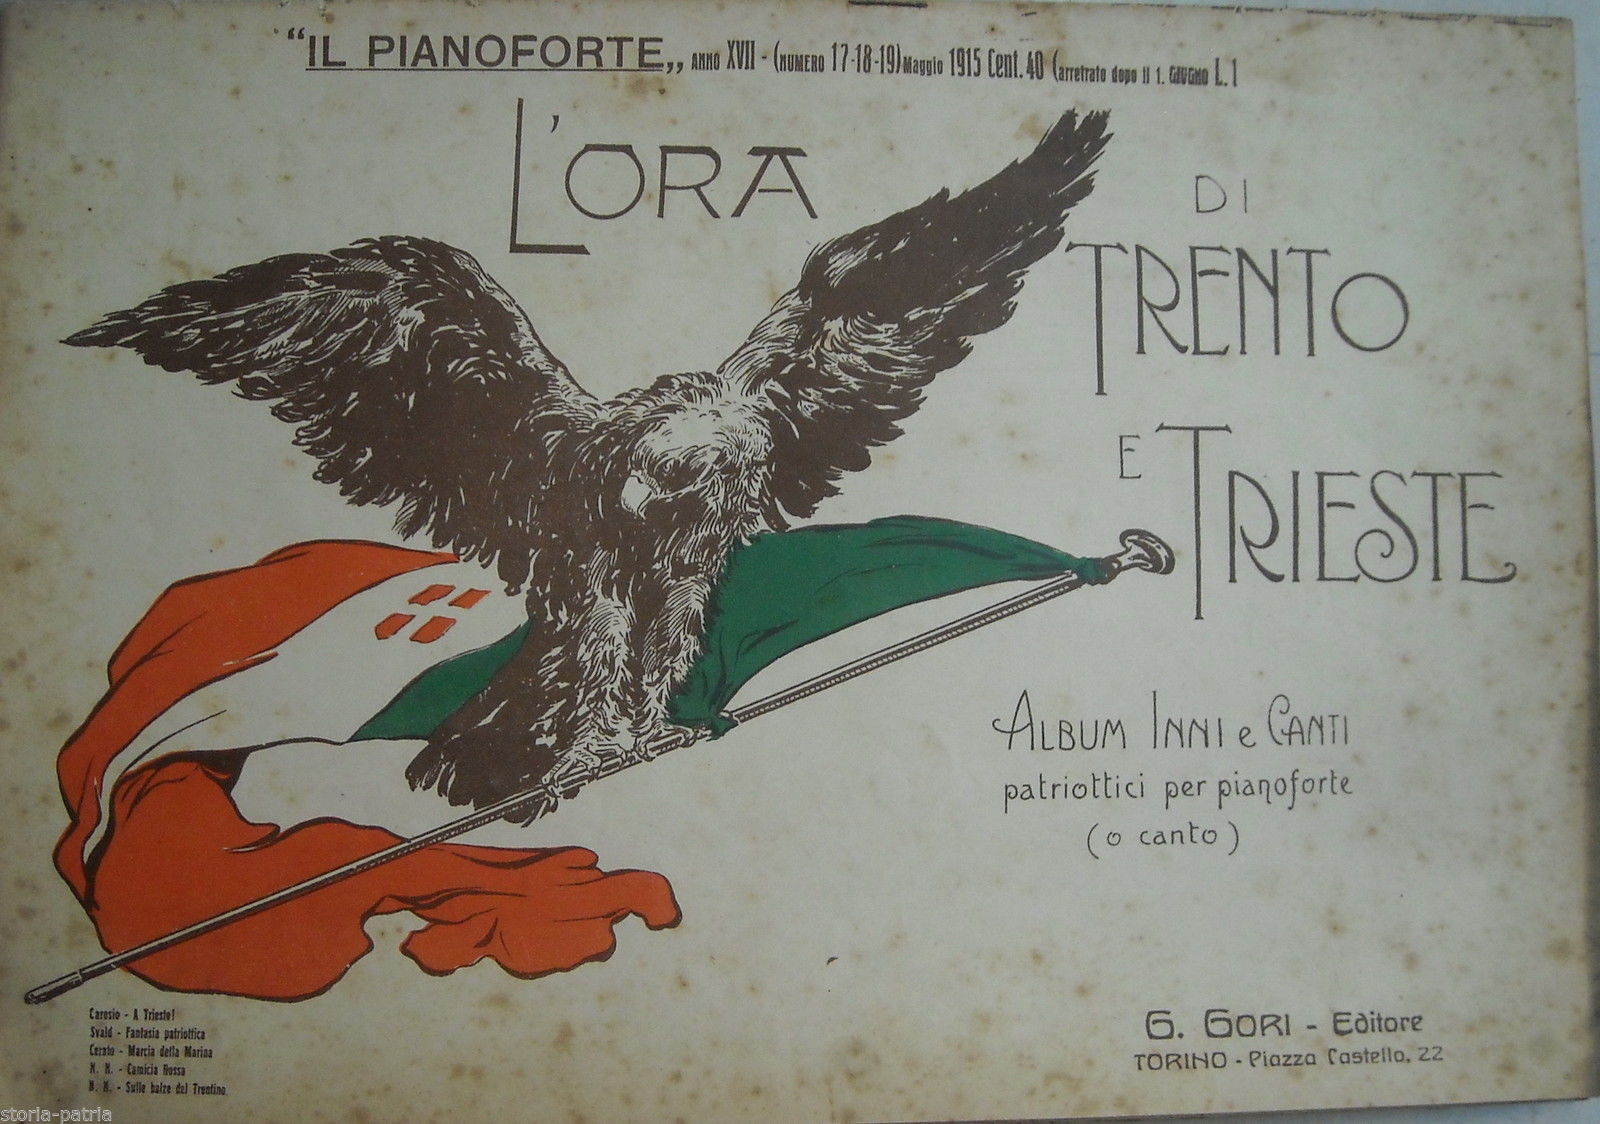 "IL PIANOFORTE„ ANNO XVII - (NUMERO 17-18-19) Maggio 1915 Cent. 40 (arretrato dopo il 1. GIUGNO L. 1
L'ORA
DI
TRENTO
E
TRIESTE
ALBUM INNI e CANTI
patriottici per pianoforte
(o canto)
Carosio - A Trieste!
Svald - Fantasia patriottica
Cerato - Marcia della Marina
N. N. - Camicia Rossa
N. N. - Sulle balze del Trentino
G. GORI - Editore
TORINO - Piazza Castello, 22
storia-patria